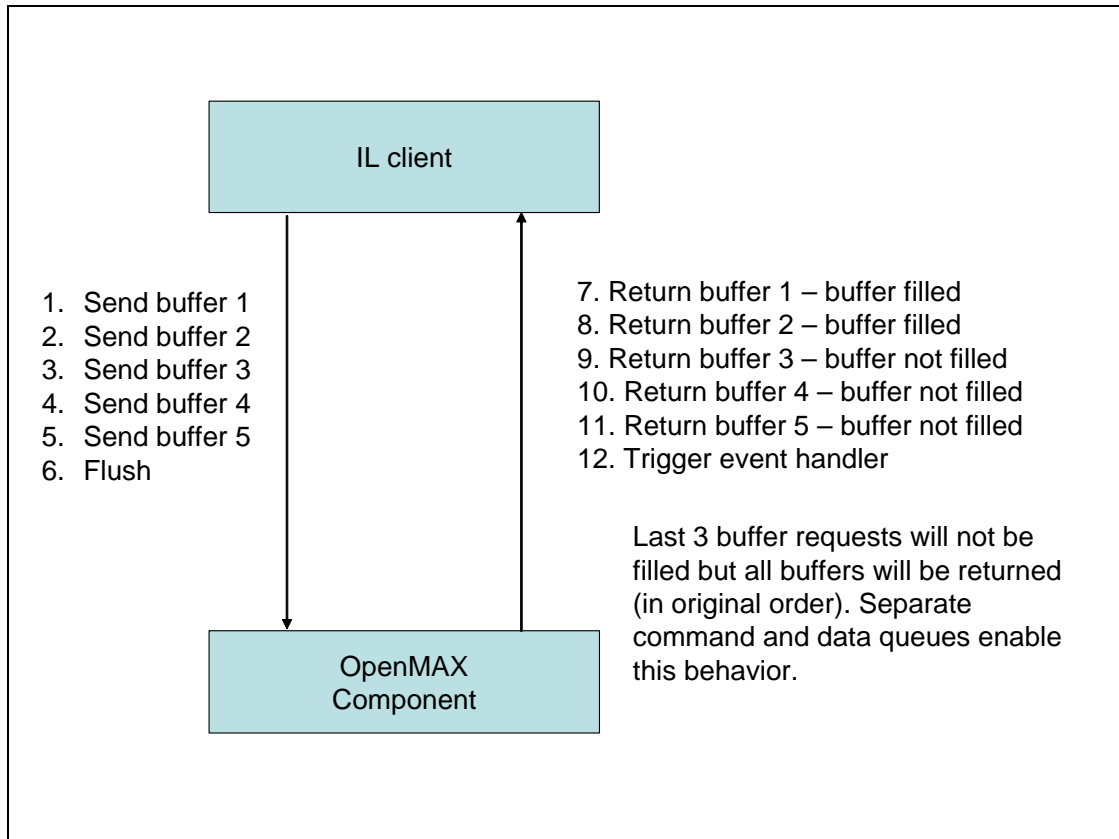 IL client
1. Send buffer 1
2. Send buffer 2
3. Send buffer 3
4. Send buffer 4
5. Send buffer 5
6. Flush
7. Return buffer 1 – buffer filled
8. Return buffer 2 – buffer filled
9. Return buffer 3 – buffer not filled
10. Return buffer 4 – buffer not filled
11. Return buffer 5 – buffer not filled
12. Trigger event handler
Last 3 buffer requests will not be
filled but all buffers will be returned
(in original order). Separate
command and data queues enable
this behavior.
OpenMAX
Component